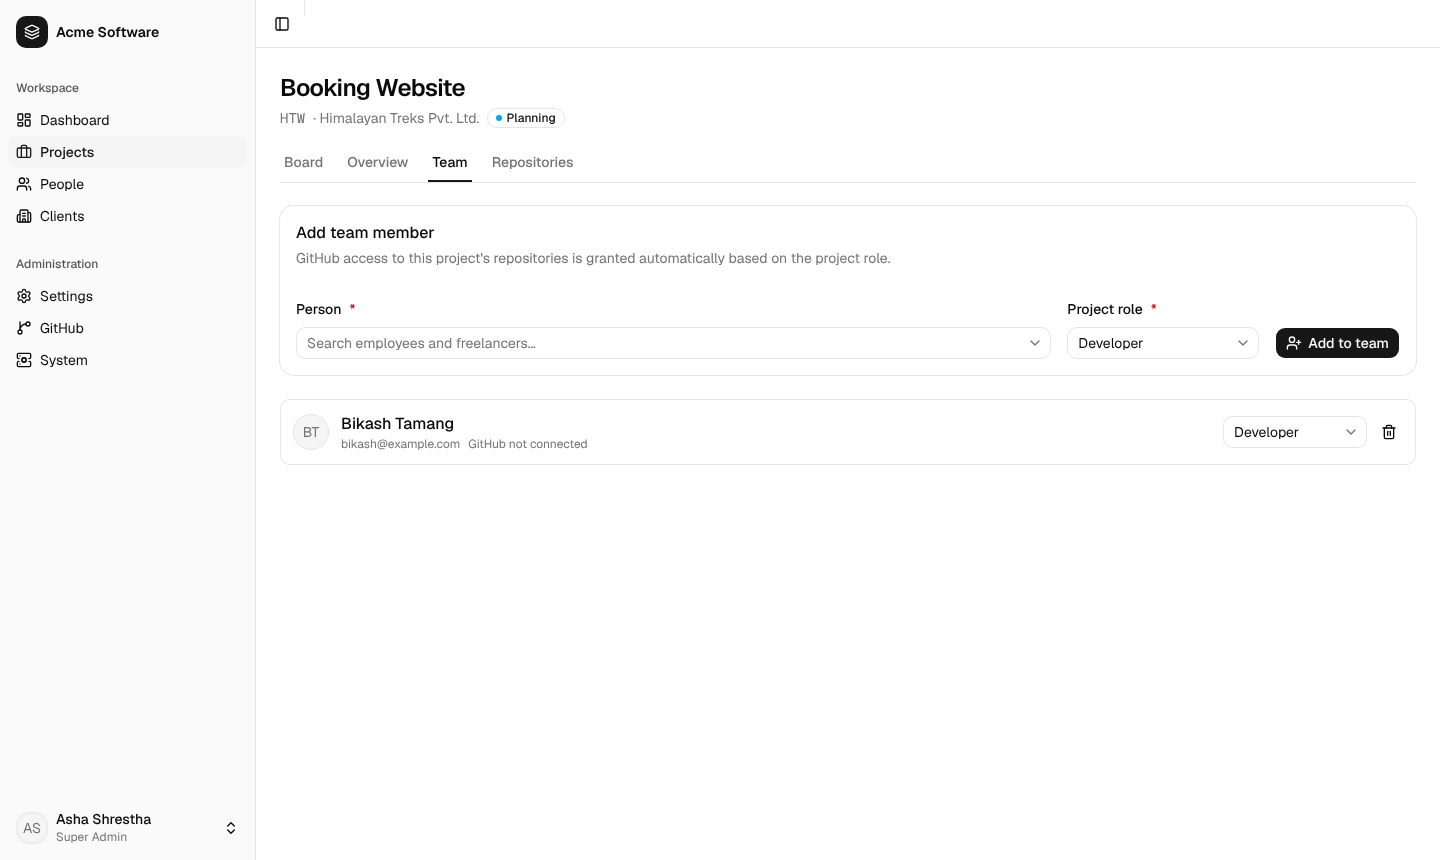 Acme Software
Workspace
Dashboard
Projects
People
Clients
Administration
Settings
GitHub
System
AS
Asha Shrestha
Super Admin
Booking Website
HTW · Himalayan Treks Pvt. Ltd. Planning
Board Overview Team Repositories
Add team member
GitHub access to this project's repositories is granted automatically based on the project role.
Person * Project role *
Search employees and freelancers... Developer Add to team
BT
Bikash Tamang
bikash@example.com GitHub not connected
Developer